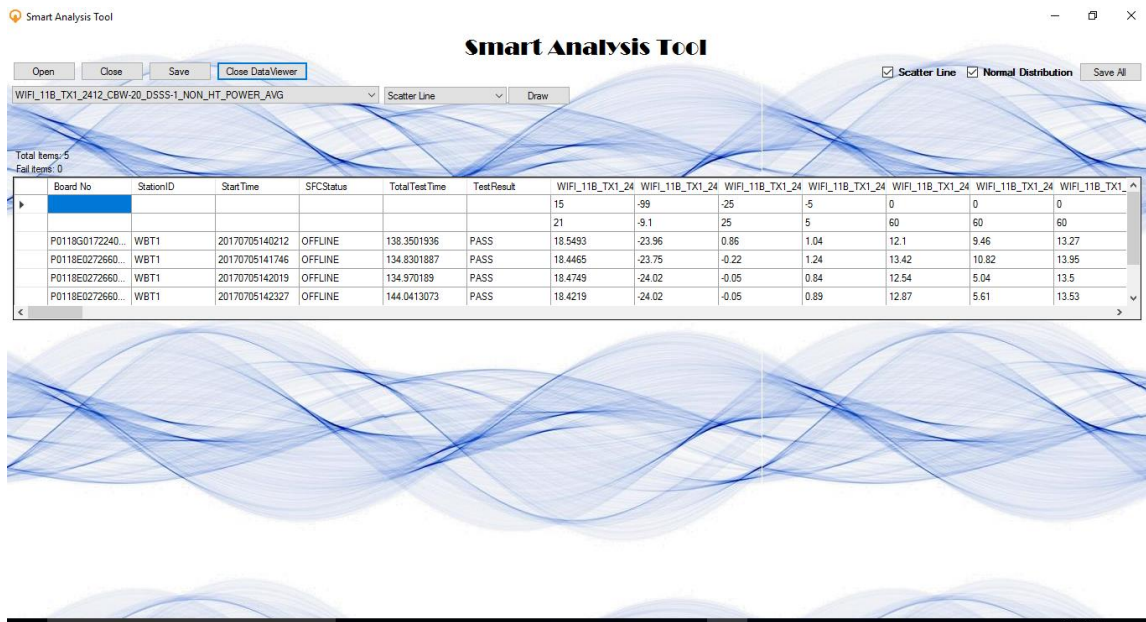 Smart Analysis Tool
Smart Analysis Tool
Open Close Save Close DataViewer Scatter Line Normal Distribution Save All
WIFI_11B_TX1_2412_CBW-20_DSSS-1_NON_HT_POWER_AVG Scatter Line Draw
Total Items: 5
Fail items: 0
Board No StationID StartTime SFCStatus TotalTestTime TestResult WIFI_11B_TX1_24 WIFI_11B_TX1_24 WIFI_11B_TX1_24 WIFI_11B_TX1_24 WIFI_11B_TX1_24 WIFI_11B_TX1_24 WIFI_11B_TX1_
15 -99 -25 -5 0 0 0
21 -9.1 25 5 60 60 60
P0118G0172240... WBT1 20170705140212 OFFLINE 138.3501936 PASS 18.5493 -23.96 0.86 1.04 12.1 9.46 13.27
P0118E0272660... WBT1 20170705141746 OFFLINE 134.8301887 PASS 18.4465 -23.75 -0.22 1.24 13.42 10.82 13.95
P0118E0272660... WBT1 20170705142019 OFFLINE 134.970189 PASS 18.4749 -24.02 -0.05 0.84 12.54 5.04 13.5
P0118E0272660... WBT1 20170705142327 OFFLINE 144.0413073 PASS 18.4219 -24.02 -0.05 0.89 12.87 5.61 13.53